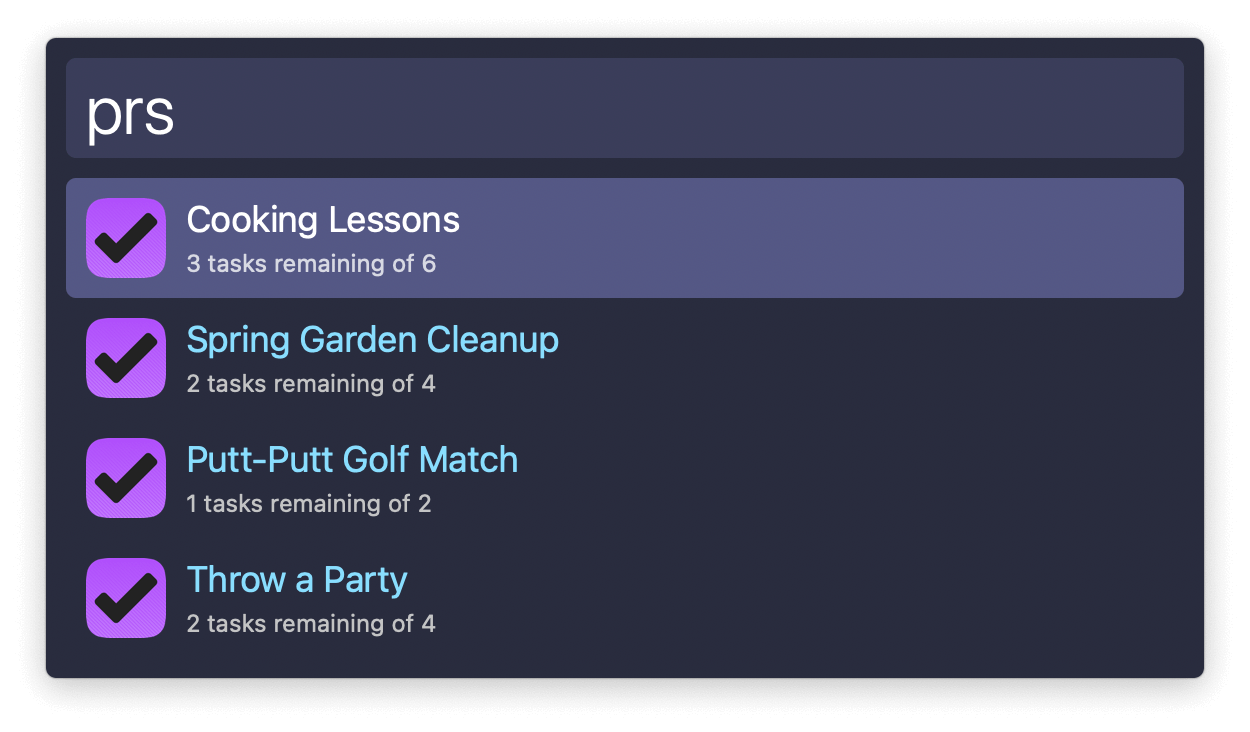 prs
Cooking Lessons
3 tasks remaining of 6
Spring Garden Cleanup
2 tasks remaining of 4
Putt-Putt Golf Match
1 tasks remaining of 2
Throw a Party
2 tasks remaining of 4